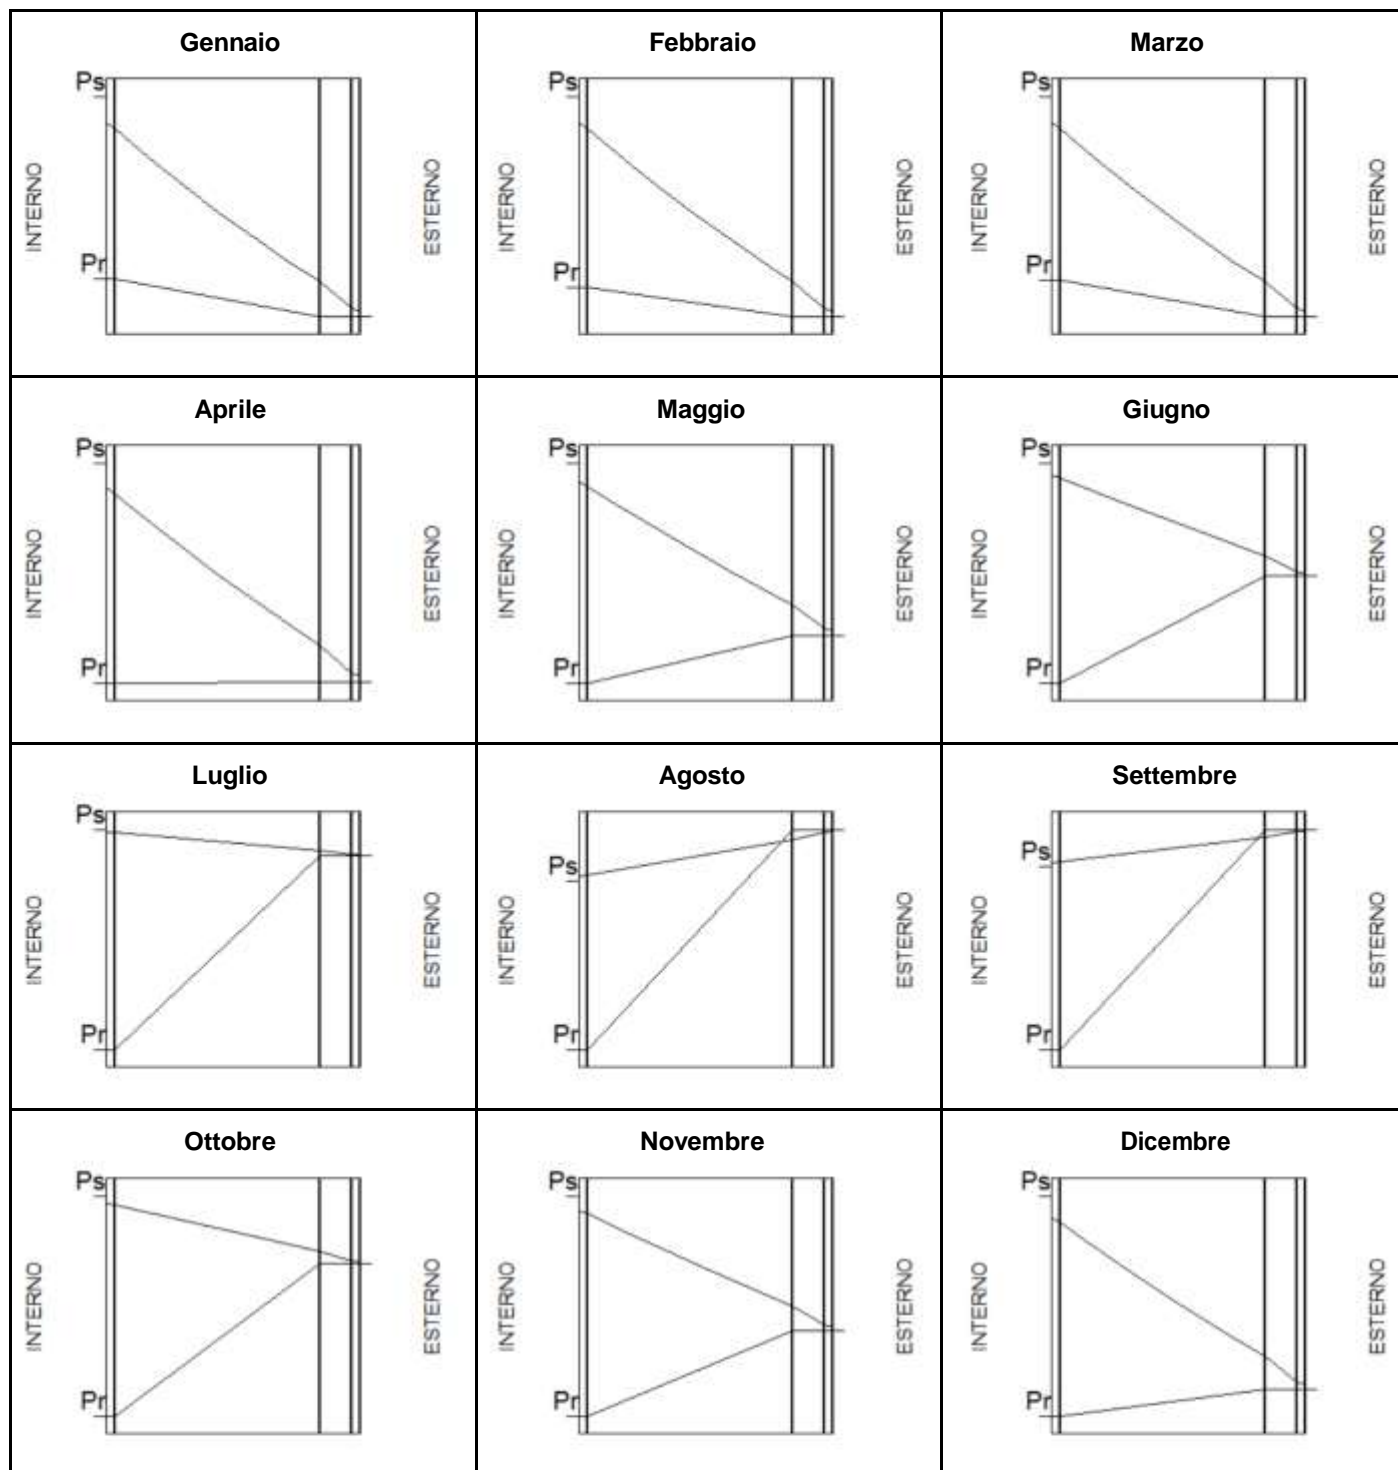 Gennaio
Ps
INTERNO
Pr
ESTERNO
Febbraio
Ps
INTERNO
Pr
ESTERNO
Marzo
Ps
INTERNO
Pr
ESTERNO
Aprile
Ps
INTERNO
Pr
ESTERNO
Maggio
Ps
INTERNO
Pr
ESTERNO
Giugno
Ps
INTERNO
Pr
ESTERNO
Luglio
Ps
INTERNO
Pr
ESTERNO
Agosto
Ps
INTERNO
Pr
ESTERNO
Settembre
Ps
INTERNO
Pr
ESTERNO
Ottobre
Ps
INTERNO
Pr
ESTERNO
Novembre
Ps
INTERNO
Pr
ESTERNO
Dicembre
Ps
INTERNO
Pr
ESTERNO